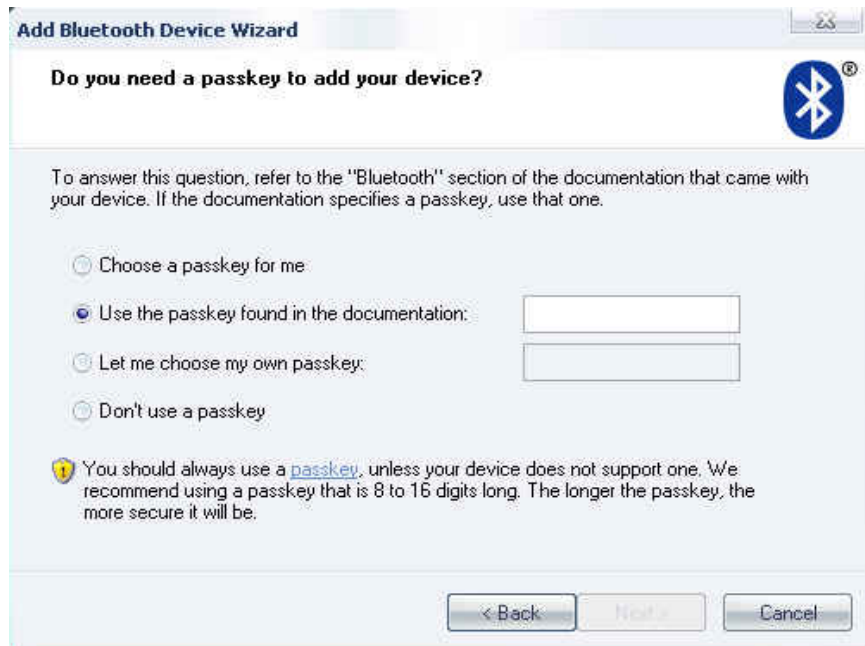 Add Bluetooth Device Wizard
Do you need a passkey to add your device?
®
To answer this question, refer to the "Bluetooth" section of the documentation that came with
your device. If the documentation specifies a passkey, use that one.
Choose a passkey for me
Use the passkey found in the documentation:
Let me choose my own passkey:
Don't use a passkey
You should always use a passkey, unless your device does not support one. We
recommend using a passkey that is 8 to 16 digits long. The longer the passkey, the
more secure it will be.
< Back Next > Cancel